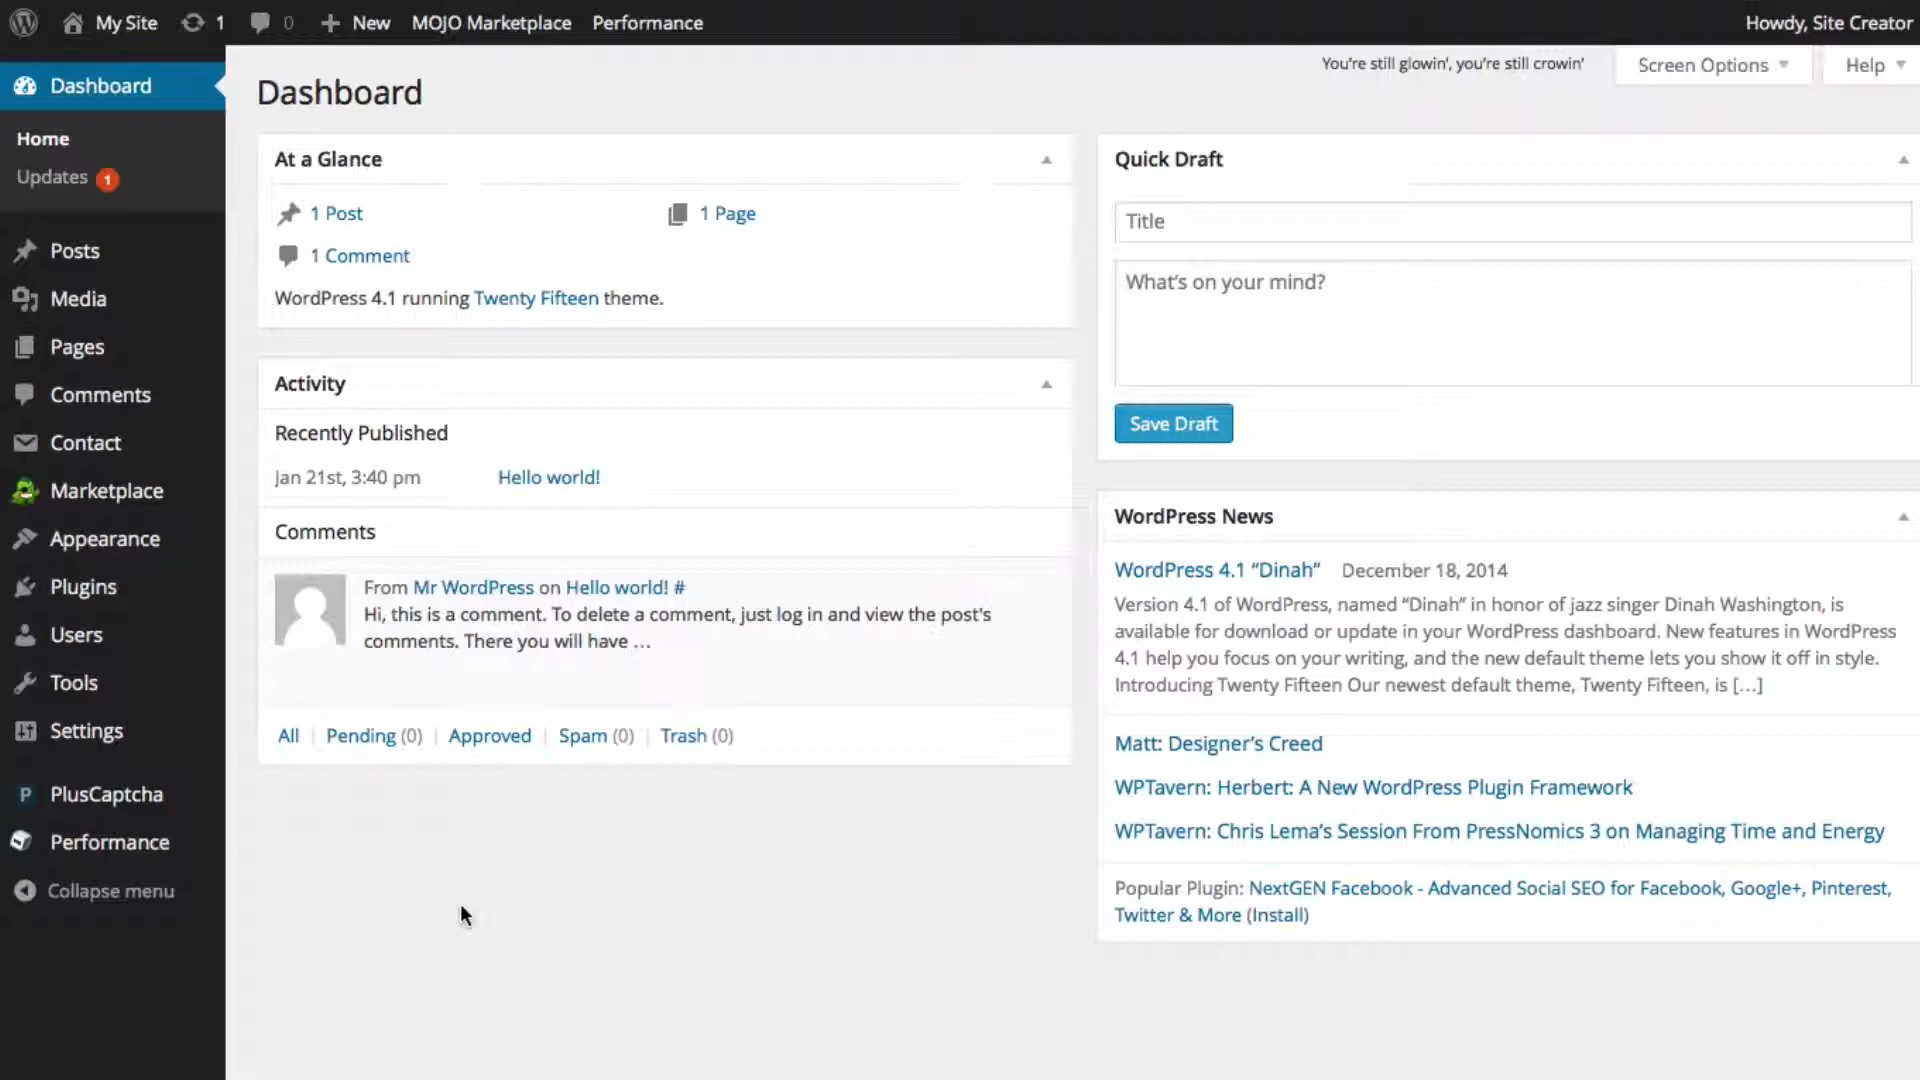 My Site 1 0 New MOJO Marketplace Performance Howdy, Site Creator
You're still glowin', you're still crowin' Screen Options Help
Dashboard
Home
Updates 1
Posts
Media
Pages
Comments
Contact
Marketplace
Appearance
Plugins
Users
Tools
Settings
P PlusCaptcha
Performance
Collapse menu
Dashboard
At a Glance
1 Post 1 Page
1 Comment
WordPress 4.1 running Twenty Fifteen theme.
Activity
Recently Published
Jan 21st, 3:40 pm Hello world!
Comments
From Mr WordPress on Hello world! #
Hi, this is a comment. To delete a comment, just log in and view the post's
comments. There you will have …
All | Pending (0) | Approved | Spam (0) | Trash (0)
Quick Draft
Title
What's on your mind?
Save Draft
WordPress News
WordPress 4.1 “Dinah” December 18, 2014
Version 4.1 of WordPress, named “Dinah” in honor of jazz singer Dinah Washington, is
available for download or update in your WordPress dashboard. New features in WordPress
4.1 help you focus on your writing, and the new default theme lets you show it off in style.
Introducing Twenty Fifteen Our newest default theme, Twenty Fifteen, is […]
Matt: Designer’s Creed
WPTavern: Herbert: A New WordPress Plugin Framework
WPTavern: Chris Lema’s Session From PressNomics 3 on Managing Time and Energy
Popular Plugin: NextGEN Facebook - Advanced Social SEO for Facebook, Google+, Pinterest,
Twitter & More (Install)